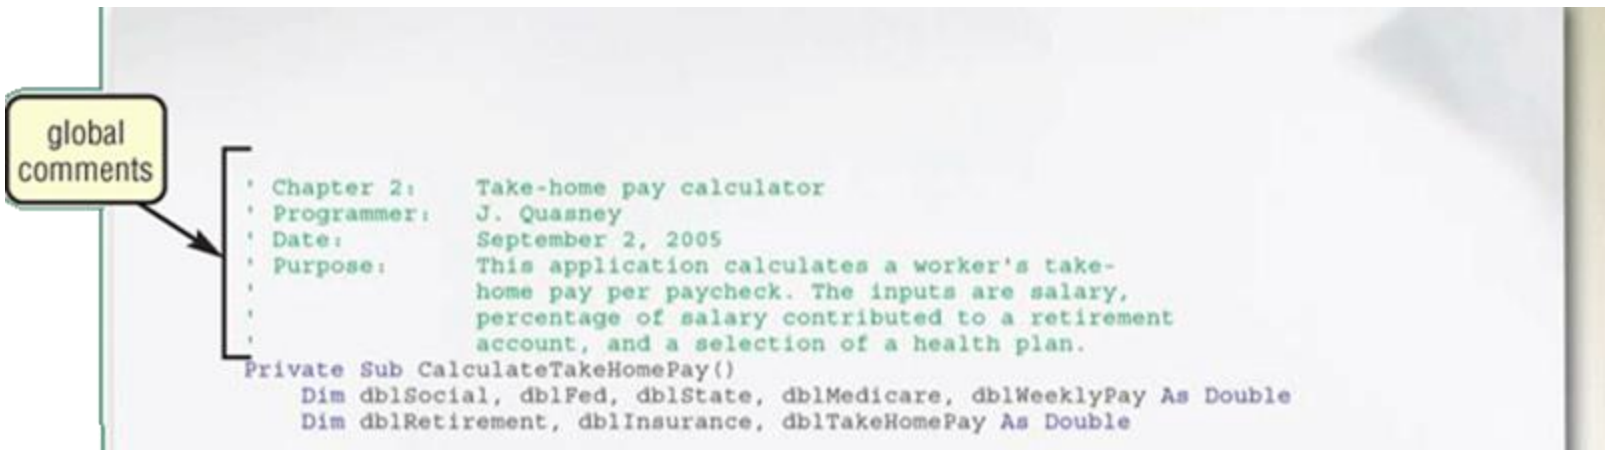 global
comments
' Chapter 2: Take-home pay calculator
' Programmer: J. Quasney
' Date: September 2, 2005
' Purpose: This application calculates a worker's take-
' home pay per paycheck. The inputs are salary,
' percentage of salary contributed to a retirement
' account, and a selection of a health plan.
Private Sub CalculateTakeHomePay()
Dim dblSocial, dblFed, dblState, dblMedicare, dblWeeklyPay As Double
Dim dblRetirement, dblInsurance, dblTakeHomePay As Double